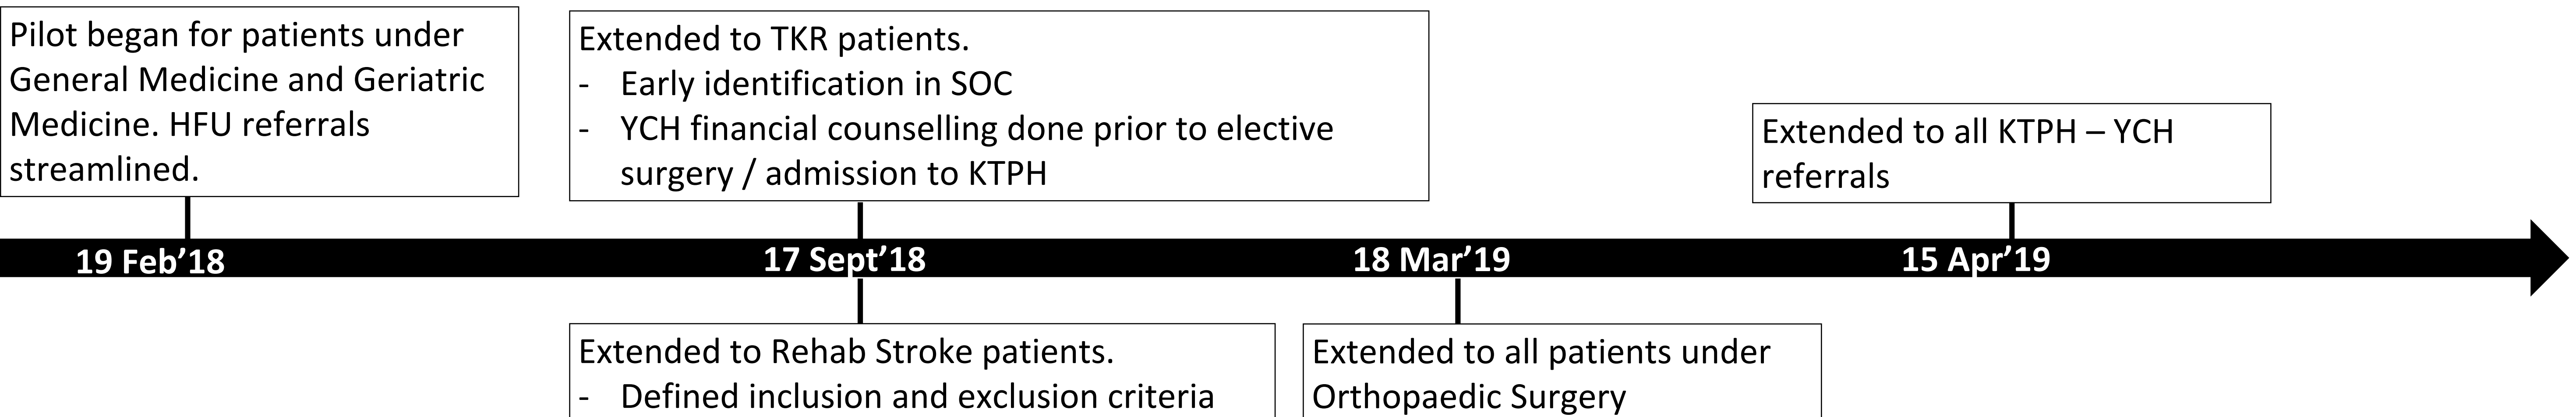 Pilot began for patients under
General Medicine and Geriatric
Medicine. HFU referrals
streamlined.
Extended to TKR patients.
- Early identification in SOC
- YCH financial counselling done prior to elective
surgery / admission to KTPH
Extended to all KTPH – YCH
referrals
19 Feb’18
17 Sept’18
18 Mar’19
15 Apr’19
Extended to Rehab Stroke patients.
- Defined inclusion and exclusion criteria
Extended to all patients under
Orthopaedic Surgery